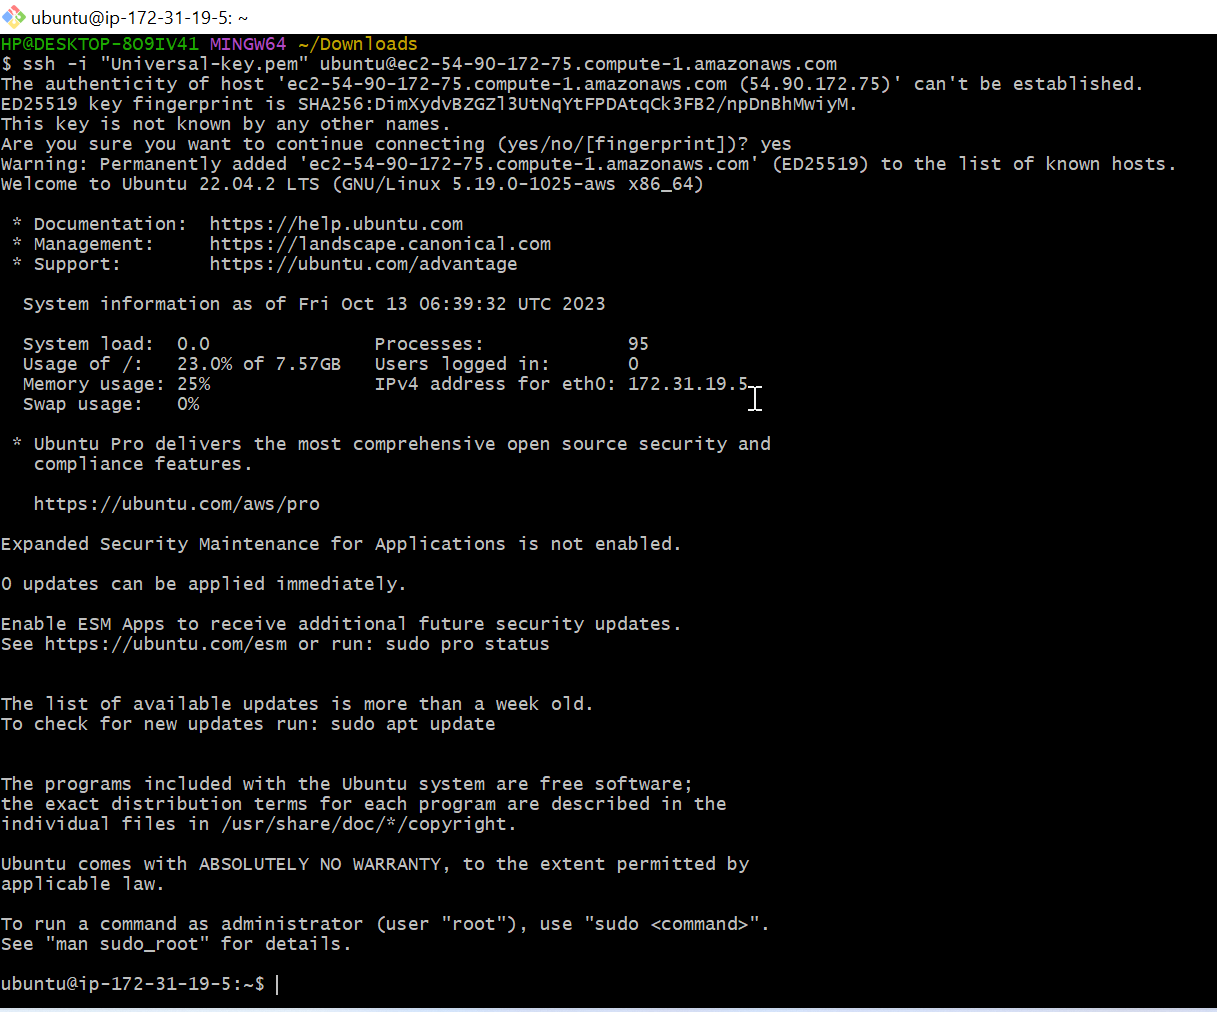 ubuntu@ip-172-31-19-5: ~
HP@DESKTOP-8O9IV41 MINGW64 ~/Downloads
$ ssh -i "Universal-key.pem" ubuntu@ec2-54-90-172-75.compute-1.amazonaws.com
The authenticity of host 'ec2-54-90-172-75.compute-1.amazonaws.com (54.90.172.75)' can't be established.
ED25519 key fingerprint is SHA256:DimXydvBZGZl3UtNqYtFPDAtqCk3FB2/npDnBhMwiyM.
This key is not known by any other names.
Are you sure you want to continue connecting (yes/no/[fingerprint])? yes
Warning: Permanently added 'ec2-54-90-172-75.compute-1.amazonaws.com' (ED25519) to the list of known hosts.
Welcome to Ubuntu 22.04.2 LTS (GNU/Linux 5.19.0-1025-aws x86_64)
* Documentation:  https://help.ubuntu.com
* Management:     https://landscape.canonical.com
* Support:        https://ubuntu.com/advantage
System information as of Fri Oct 13 06:39:32 UTC 2023
System load:  0.0               Processes:             95
Usage of /:   23.0% of 7.57GB   Users logged in:       0
Memory usage: 25%               IPv4 address for eth0: 172.31.19.5
Swap usage:   0%
* Ubuntu Pro delivers the most comprehensive open source security and
compliance features.
https://ubuntu.com/aws/pro
Expanded Security Maintenance for Applications is not enabled.
0 updates can be applied immediately.
Enable ESM Apps to receive additional future security updates.
See https://ubuntu.com/esm or run: sudo pro status
The list of available updates is more than a week old.
To check for new updates run: sudo apt update
The programs included with the Ubuntu system are free software;
the exact distribution terms for each program are described in the
individual files in /usr/share/doc/*/copyright.
Ubuntu comes with ABSOLUTELY NO WARRANTY, to the extent permitted by
applicable law.
To run a command as administrator (user "root"), use "sudo <command>".
See "man sudo_root" for details.
ubuntu@ip-172-31-19-5:~$